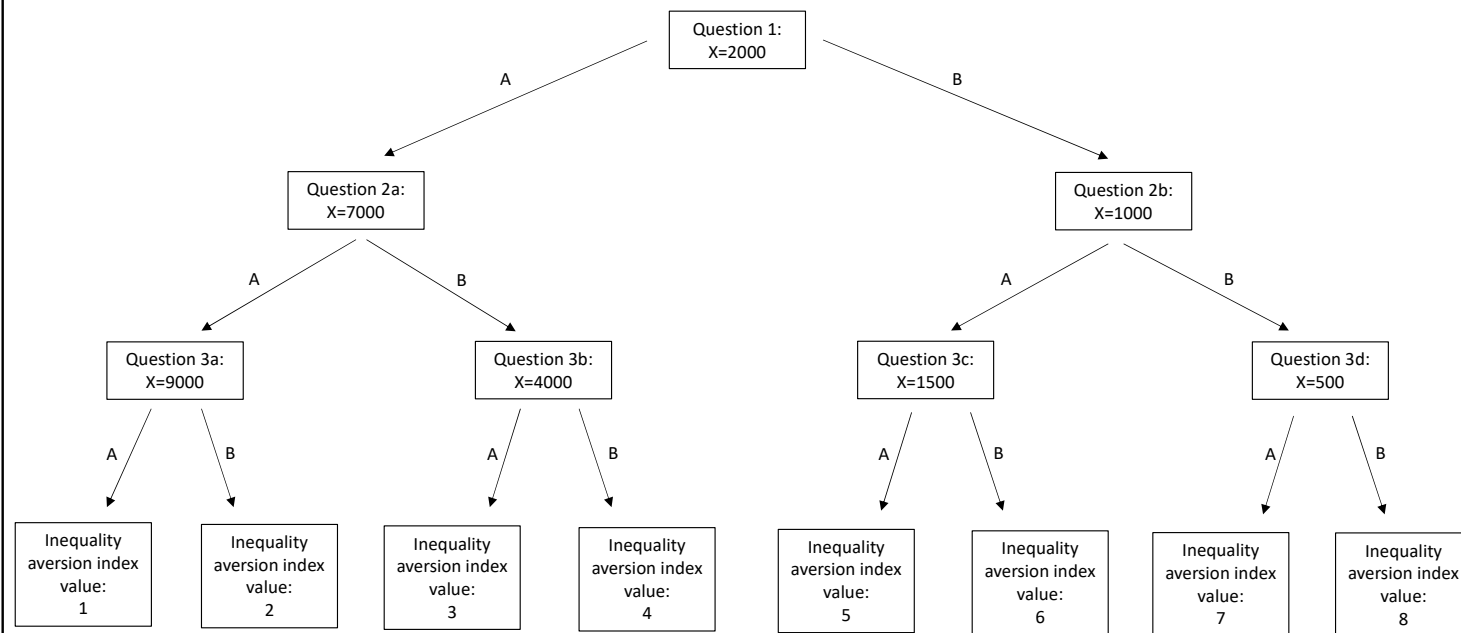 Question 1:
X=2000
A
B
Question 2a:
X=7000
Question 2b:
X=1000
A
B
A
B
Question 3a:
X=9000
Question 3b:
X=4000
Question 3c:
X=1500
Question 3d:
X=500
A
B
A
B
A
B
A
B
Inequality
aversion index
value:
1
Inequality
aversion index
value:
2
Inequality
aversion index
value:
3
Inequality
aversion index
value:
4
Inequality
aversion index
value:
5
Inequality
aversion index
value:
6
Inequality
aversion index
value:
7
Inequality
aversion index
value:
8